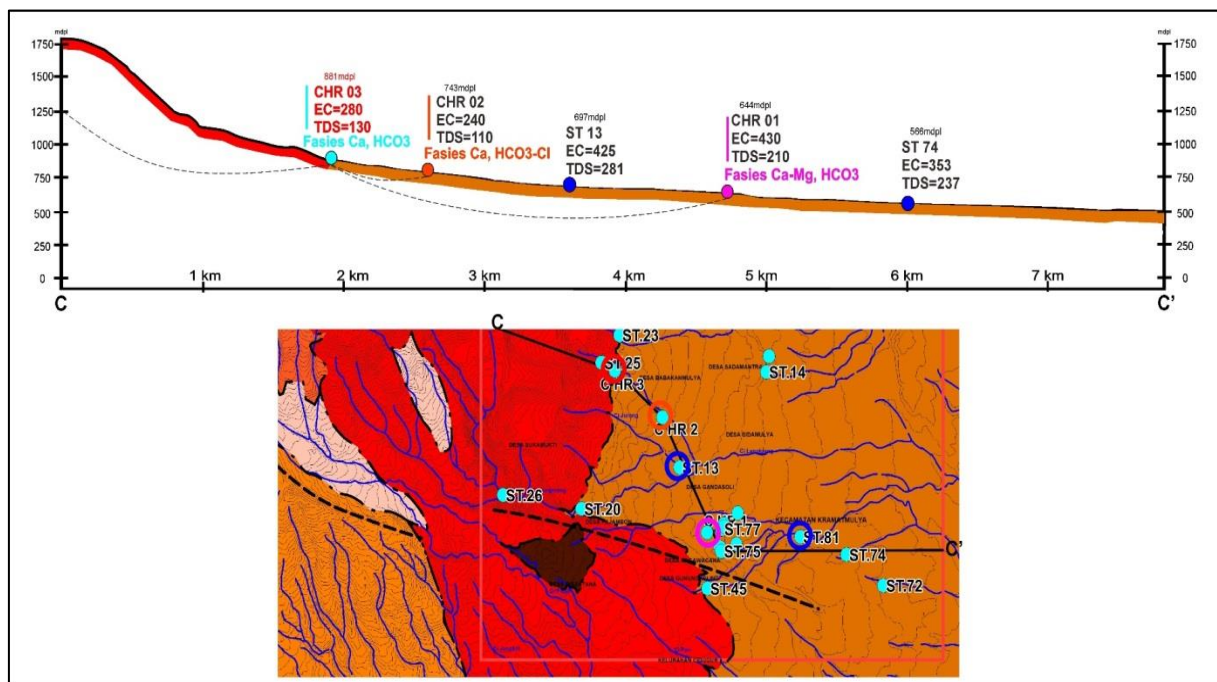 mdpl
mdpl
1750
1500
1250
1000
750
500
250
0
881mdpl
CHR 03
EC=280
TDS=130
Fasies Ca, HCO3
743mdpl
CHR 02
EC=240
TDS=110
Fasies Ca, HCO3-Cl
697mdpl
ST 13
EC=425
TDS=281
644mdpl
CHR 01
EC=430
TDS=210
Fasies Ca-Mg, HCO3
566mdpl
ST 74
EC=353
TDS=237
1750
1500
1250
1000
750
500
250
0
1 km
2 km
3 km
4 km
5 km
6 km
7 km
C
C'
C
ST.23
ST.25
CHR 3
DESA BABAKANMULYA
DESA SADAMANTRA
ST.14
CHR 2
ST.13
ST.26
ST.20
ST.77
KECAMATAN KRAMATMULYA
ST.81
ST.75
ST.74
C'
ST.45
ST.72